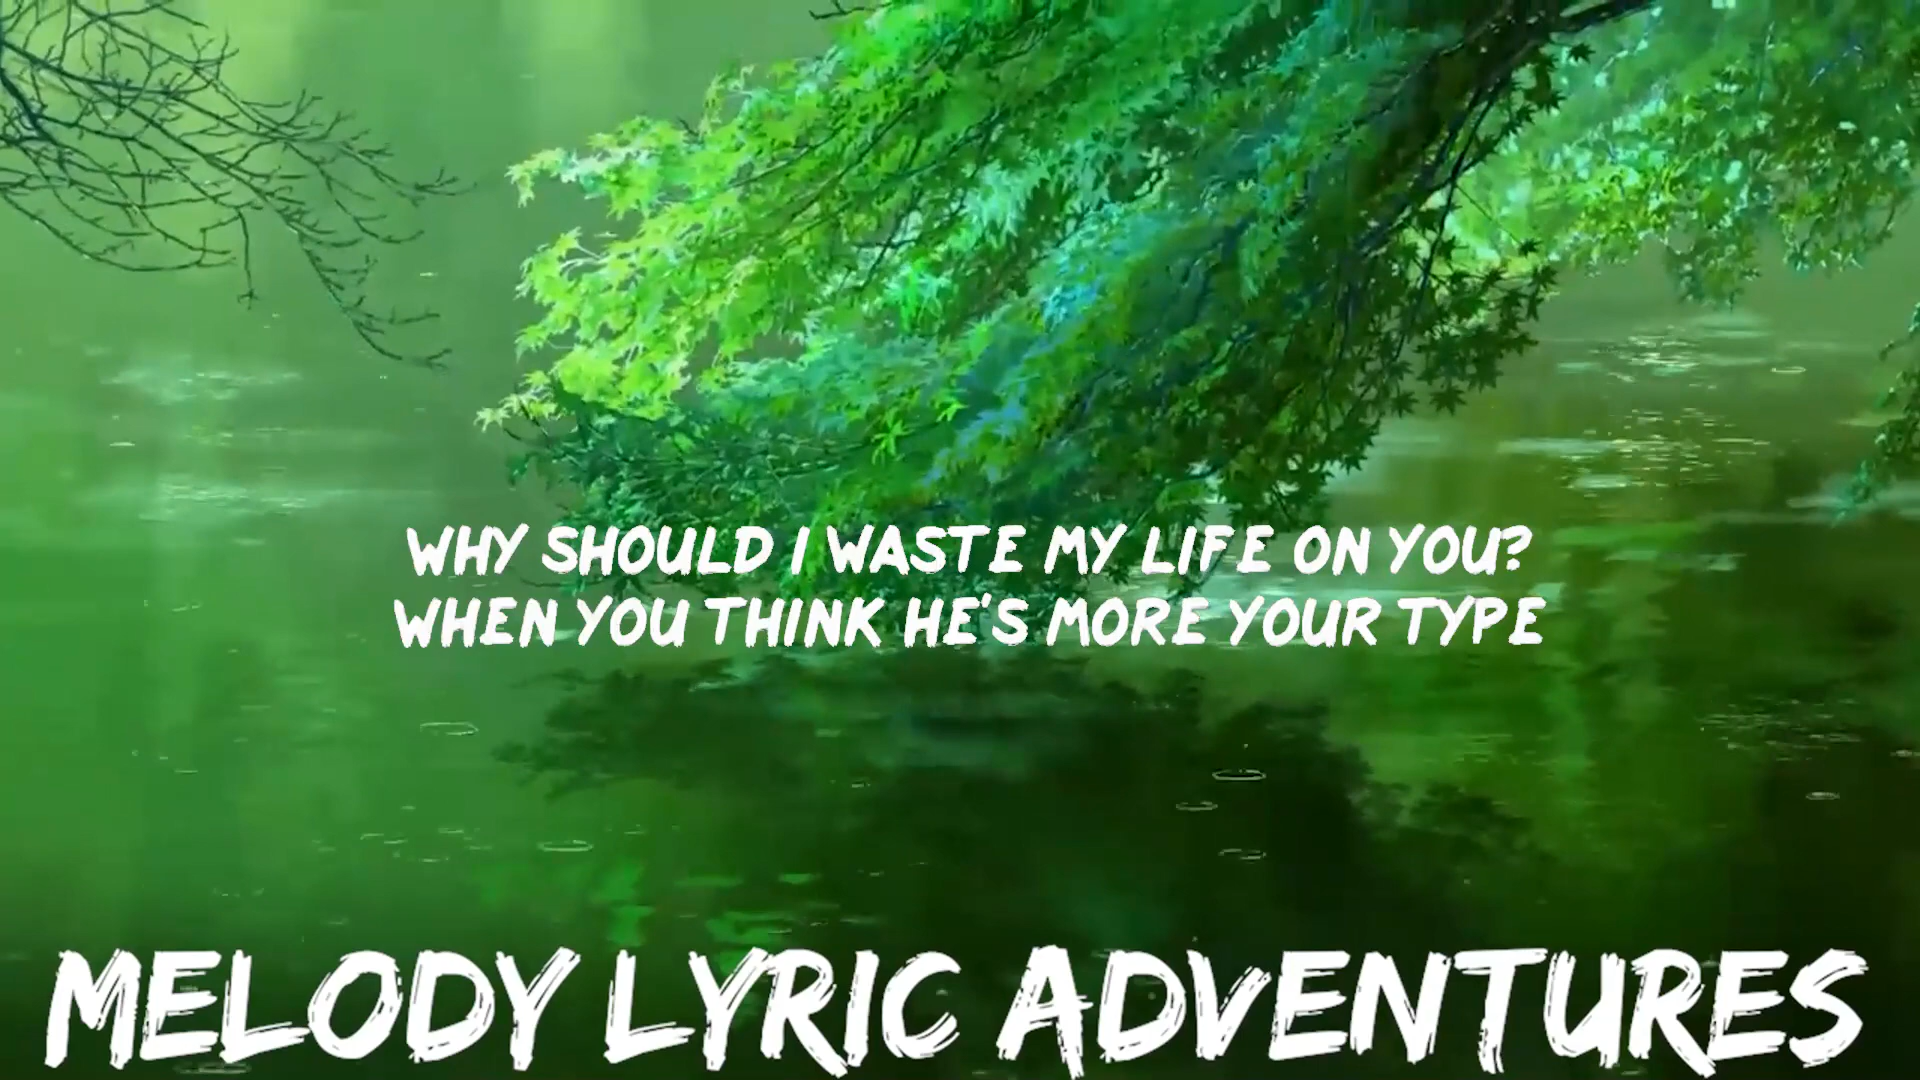 WHY SHOULD I WASTE MY LIFE ON YOU?
WHEN YOU THINK HE'S MORE YOUR TYPE
MELODY LYRIC ADVENTURES